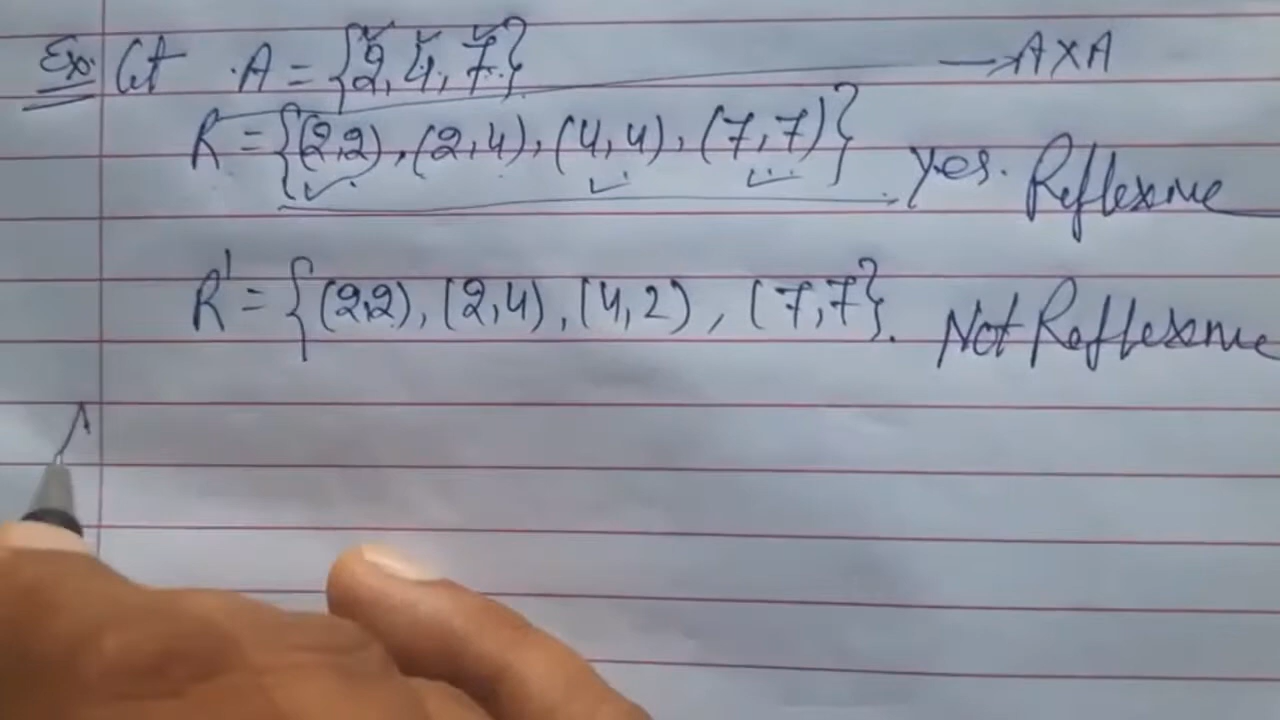 Ex. Let A = {2, 4, 7} → A×A
R = {(2,2), (2,4), (4,4), (7,7)} Yes. Reflexive
R' = {(2,2), (2,4), (4,2), (7,7}. Not Reflexive